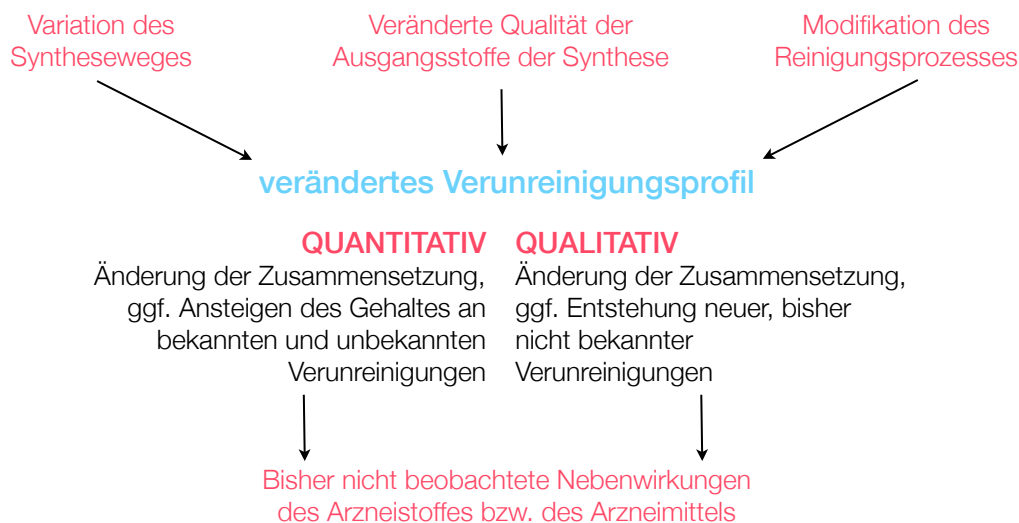 Variation des
Syntheseweges
Veränderte Qualität der
Ausgangsstoffe der Synthese
Modifikation des
Reinigungsprozesses
verändertes Verunreinigungsprofil
QUANTITATIV
Änderung der Zusammensetzung,
ggf. Ansteigen des Gehaltes an
bekannten und unbekannten
Verunreinigungen
QUALITATIV
Änderung der Zusammensetzung,
ggf. Entstehung neuer, bisher
nicht bekannter
Verunreinigungen
Bisher nicht beobachtete Nebenwirkungen
des Arzneistoffes bzw. des Arzneimittels